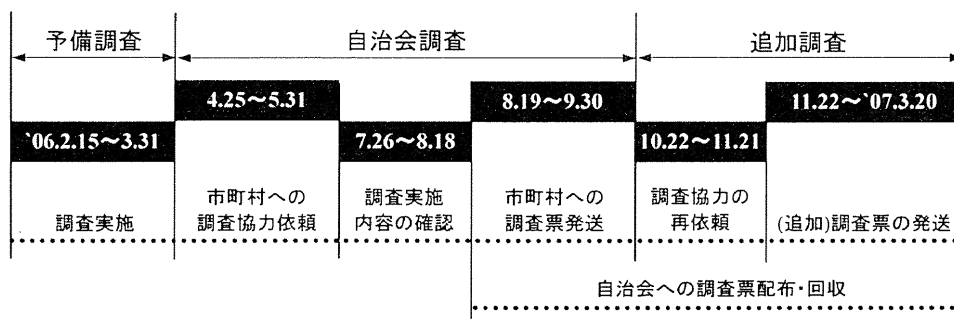 予備調査
自治会調査
追加調査
4.25～5.31
8.19～9.30
11.22～`07.3.20
`06.2.15～3.31
7.26～8.18
10.22～11.21
調査実施
市町村への
調査協力依頼
調査実施
内容の確認
市町村への
調査票発送
調査協力の
再依頼
(追加)調査票の発送
自治会への調査票配布・回収